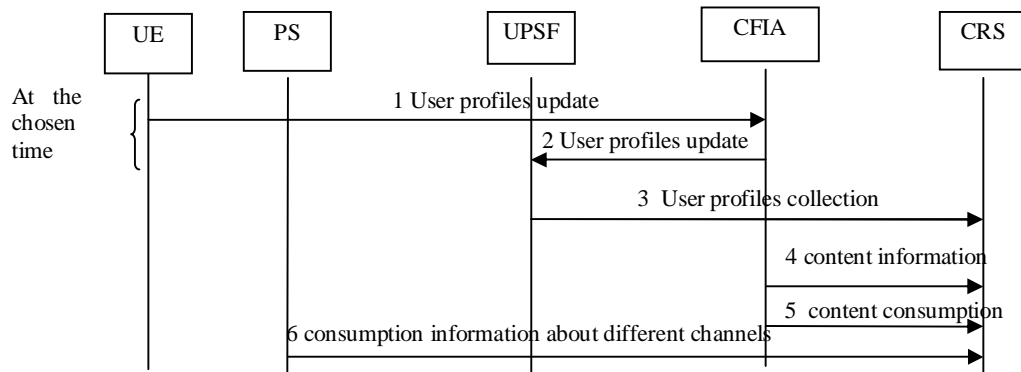 UE PS UPSF CFIA CRS
At the
chosen
time
1 User profiles update
2 User profiles update
3 User profiles collection
4 content information
5 content consumption
6 consumption information about different channels